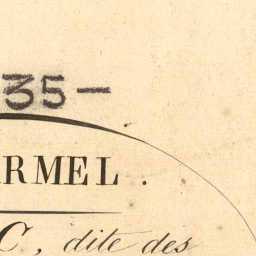 35-
RMEL.
C, dite des